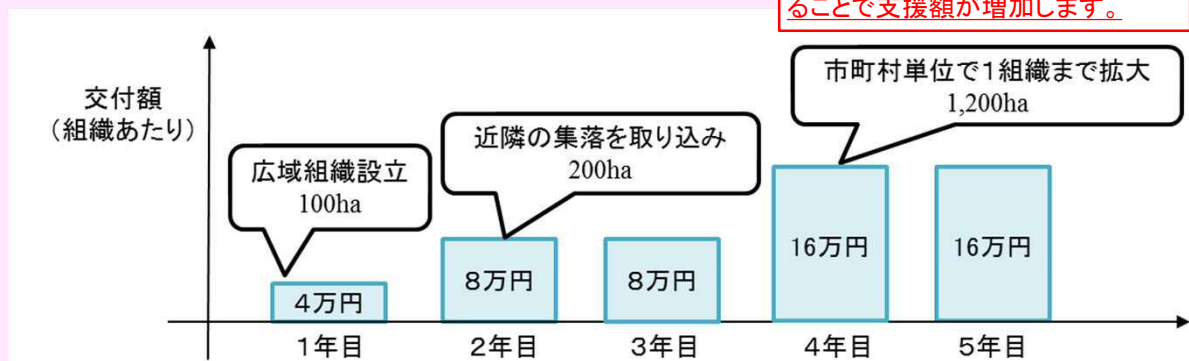 ることで支援額が増加します。
交付額
（組織あたり）
広域組織設立
100ha
近隣の集落を取り込み
200ha
市町村単位で１組織まで拡大
1,200ha
４万円
８万円
８万円
16万円
16万円
１年目
２年目
３年目
４年目
５年目